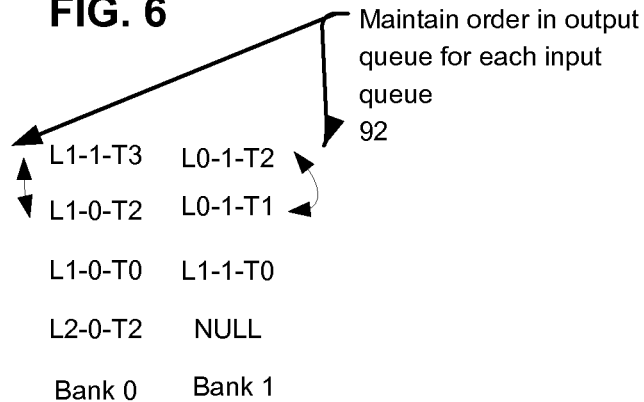 FIG. 6
Maintain order in output
queue for each input
queue
92
L1-1-T3 L0-1-T2
L1-0-T2 L0-1-T1
L1-0-T0 L1-1-T0
L2-0-T2 NULL
Bank 0 Bank 1